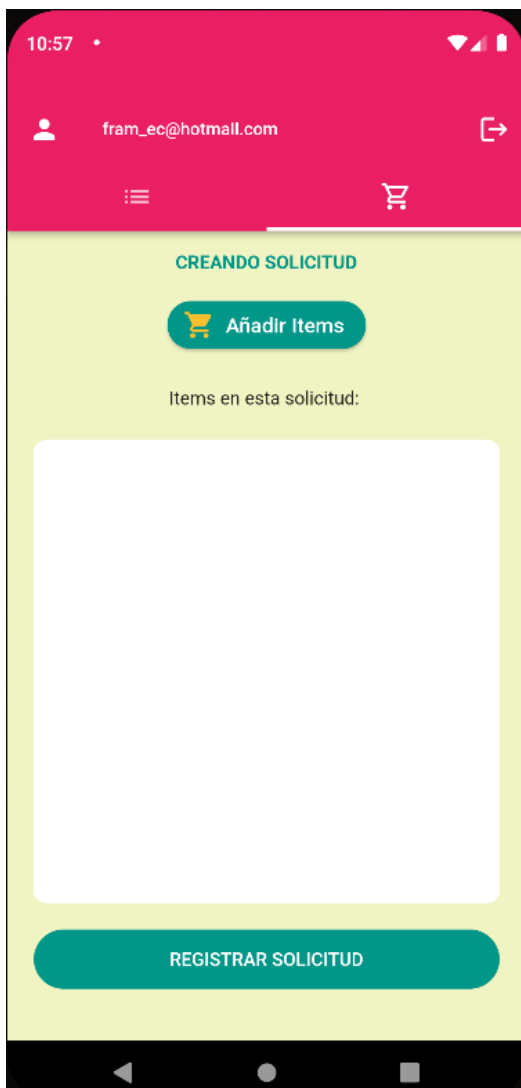 10:57
fram_ec@hotmail.com
CREANDO SOLICITUD
Añadir Items
Items en esta solicitud:
REGISTRAR SOLICITUD